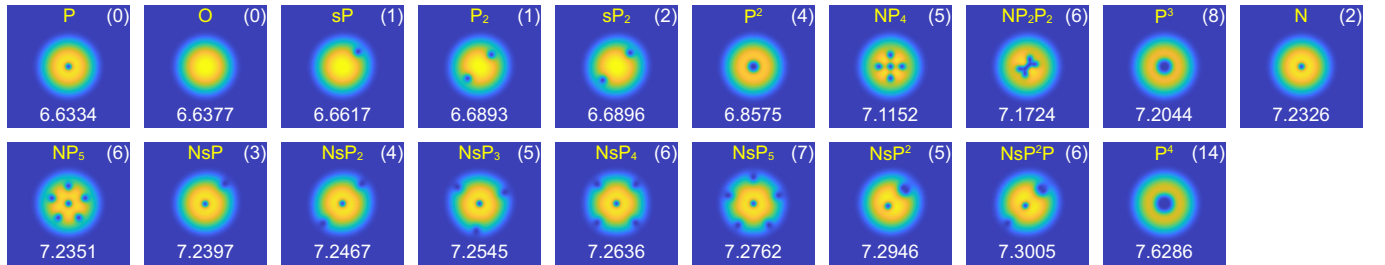 P (0) O (0) sP (1) P₂ (1) sP₂ (2) P² (4) NP₄ (5) NP₂P₂ (6) P³ (8) N (2)
6.6334 6.6377 6.6617 6.6893 6.6896 6.8575 7.1152 7.1724 7.2044 7.2326
NP₅ (6) NsP (3) NsP₂ (4) NsP₃ (5) NsP₄ (6) NsP₅ (7) NsP² (5) NsP²P (6) P⁴ (14)
7.2351 7.2397 7.2467 7.2545 7.2636 7.2762 7.2946 7.3005 7.6286